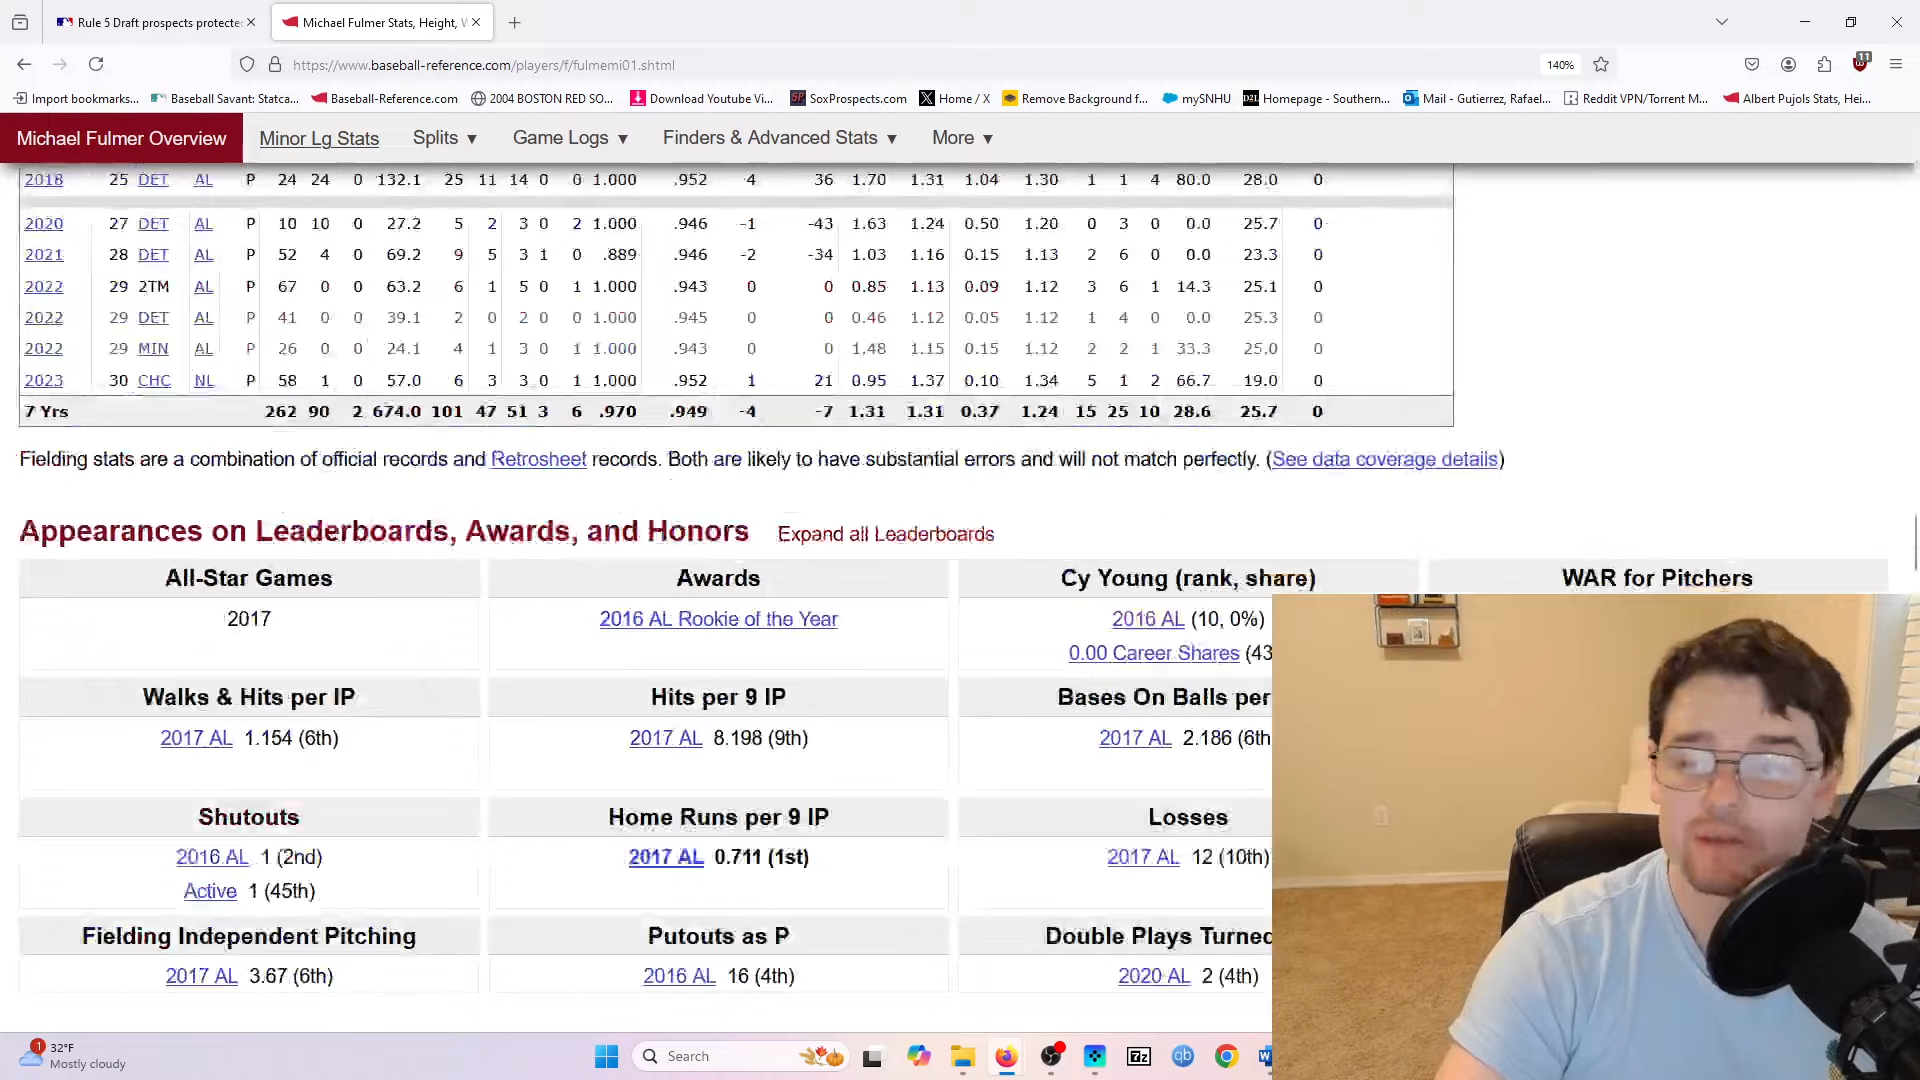 Rule 5 Draft prospects protecte
Michael Fulmer Stats, Height, W
https://www.baseball-reference.com/players/f/fulmemi01.shtml
140%
11
Import bookmarks...
Baseball Savant: Statca...
Baseball-Reference.com
2004 BOSTON RED SO...
Download Youtube Vi...
SP SoxProspects.com
Home / X
Remove Background f...
mySNHU
D2L Homepage - Southern...
Mail - Gutierrez, Rafael...
Reddit VPN/Torrent M...
Albert Pujols Stats, Hei...
Michael Fulmer Overview
Minor Lg Stats
Splits ▼
Game Logs ▼
Finders & Advanced Stats ▼
More ▼
2018 25 DET AL P 24 24 0 132.1 25 11 14 0 0 1.000 .952 4 36 1.70 1.31 1.04 1.30 1 1 4 80.0 28.0 0
2020 27 DET AL P 10 10 0 27.2 5 2 3 0 2 1.000 .946 -1 -43 1.63 1.24 0.50 1.20 0 3 0 0.0 25.7 0
2021 28 DET AL P 52 4 0 69.2 9 5 3 1 0 .889 .946 -2 -34 1.03 1.16 0.15 1.13 2 6 0 0.0 23.3 0
2022 29 2TM AL P 67 0 0 63.2 6 1 5 0 1 1.000 .943 0 0 0.85 1.13 0.09 1.12 3 6 1 14.3 25.1 0
2022 29 DET AL P 41 0 0 39.1 2 0 2 0 0 1.000 .945 0 0 0.46 1.12 0.05 1.12 1 4 0 0.0 25.3 0
2022 29 MIN AL P 26 0 0 24.1 4 1 3 0 1 1.000 .943 0 0 1.48 1.15 0.15 1.12 2 2 1 33.3 25.0 0
2023 30 CHC NL P 58 1 0 57.0 6 3 3 0 1 1.000 .952 1 21 0.95 1.37 0.10 1.34 5 1 2 66.7 19.0 0
7 Yrs 262 90 2 674.0 101 47 51 3 6 .970 .949 -4 -7 1.31 1.31 0.37 1.24 15 25 10 28.6 25.7 0
Fielding stats are a combination of official records and Retrosheet records. Both are likely to have substantial errors and will not match perfectly. (See data coverage details)
Appearances on Leaderboards, Awards, and Honors
Expand all Leaderboards
All-Star Games
2017
Awards
2016 AL Rookie of the Year
Cy Young (rank, share)
2016 AL (10, 0%)
0.00 Career Shares (43
WAR for Pitchers
Walks & Hits per IP
2017 AL 1.154 (6th)
Hits per 9 IP
2017 AL 8.198 (9th)
Bases On Balls per
2017 AL 2.186 (6th
Shutouts
2016 AL 1 (2nd)
Active 1 (45th)
Home Runs per 9 IP
2017 AL 0.711 (1st)
Losses
2017 AL 12 (10th)
Fielding Independent Pitching
2017 AL 3.67 (6th)
Putouts as P
2016 AL 16 (4th)
Double Plays Turned
2020 AL 2 (4th)
1
32°F
Mostly cloudy
Search
7z
qb
W